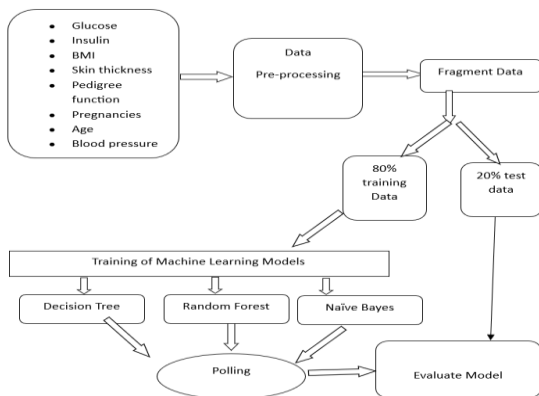 Glucose
Insulin
BMI
Skin thickness
Pedigree
function
Pregnancies
Age
Blood pressure
Data
Pre-processing
Fragment Data
80%
training
Data
20% test
data
Training of Machine Learning Models
Decision Tree
Random Forest
Naïve Bayes
Polling
Evaluate Model